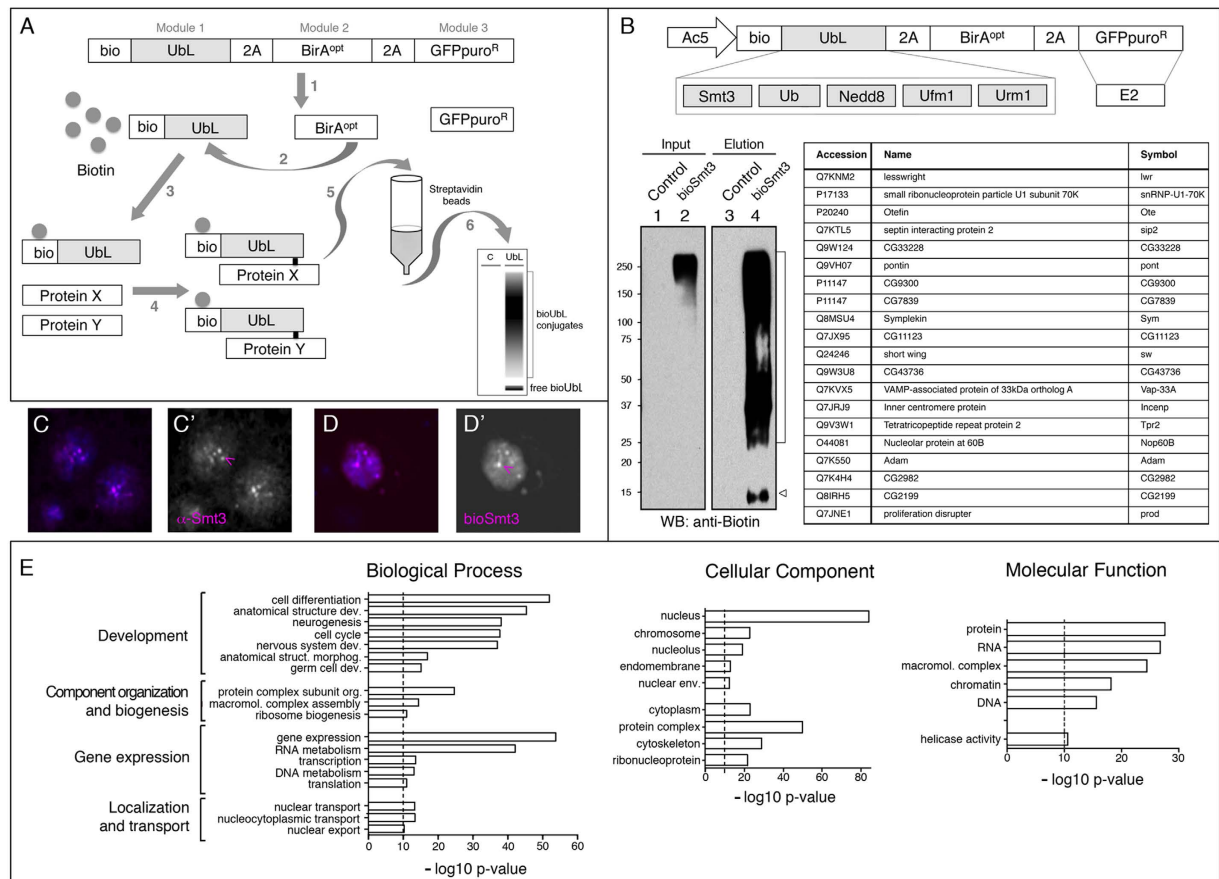 A
Module 1 Module 2 Module 3
bio UbL 2A BirAopt 2A GFPpuroR
1
bio UbL BirAopt GFPpuroR
Biotin
2
3
5
Streptavidin
beads
6
bio UbL
bio UbL
Protein X
C UbL
Protein X
4
Protein Y
bio UbL
Protein Y
bioUbL
conjugates
free bioUbL
B
Ac5 bio UbL 2A BirAopt 2A GFPpuroR
Smt3 Ub Nedd8 Ufm1 Urm1
E2
Input Elution
Control bioSmt3 Control bioSmt3
1 2 3 4
250
150
100
75
50
37
25
20
15
WB: anti-Biotin
Accession Name Symbol
Q7KNM2 lesswright lwr
P17133 small ribonucleoprotein particle U1 subunit 70K snRNP-U1-70K
P20240 Otefin Ote
Q7KTL5 septin interacting protein 2 sip2
Q9W124 CG33228 CG33228
Q9VH07 pontin pont
P11147 CG9300 CG9300
P11147 CG7839 CG7839
Q8MSU4 Symplekin Sym
Q7JX95 CG11123 CG11123
Q24246 short wing sw
Q9W3U8 CG43736 CG43736
Q7KVX5 VAMP-associated protein of 33kDa ortholog A Vap-33A
Q7JRJ9 Inner centromere protein Incenp
Q9V3W1 Tetratricopeptide repeat protein 2 Tpr2
O44081 Nucleolar protein at 60B Nop60B
Q7K550 Adam Adam
Q7K4H4 CG2982 CG2982
Q8IRH5 CG2199 CG2199
Q7JNE1 proliferation disrupter prod
C C' D D'
α-Smt3 bioSmt3
E
Biological Process
Development
cell differentiation
anatomical structure dev.
neurogenesis
cell cycle
nervous system dev.
anatomical struct. morphog.
germ cell dev.
Component organization
and biogenesis
protein complex subunit org.
macromol. complex assembly
ribosome biogenesis
Gene expression
gene expression
RNA metabolism
transcription
DNA metabolism
translation
Localization
and transport
nuclear transport
nucleocytoplasmic transport
nuclear export
0 10 20 30 40 50 60
– log10 p-value
Cellular Component
nucleus
chromosome
nucleolus
endomembrane
nuclear env.
cytoplasm
protein complex
cytoskeleton
ribonucleoprotein
0 20 40 60 80
– log10 p-value
Molecular Function
protein
RNA
macromol. complex
chromatin
DNA
helicase activity
0 10 20 30
– log10 p-value